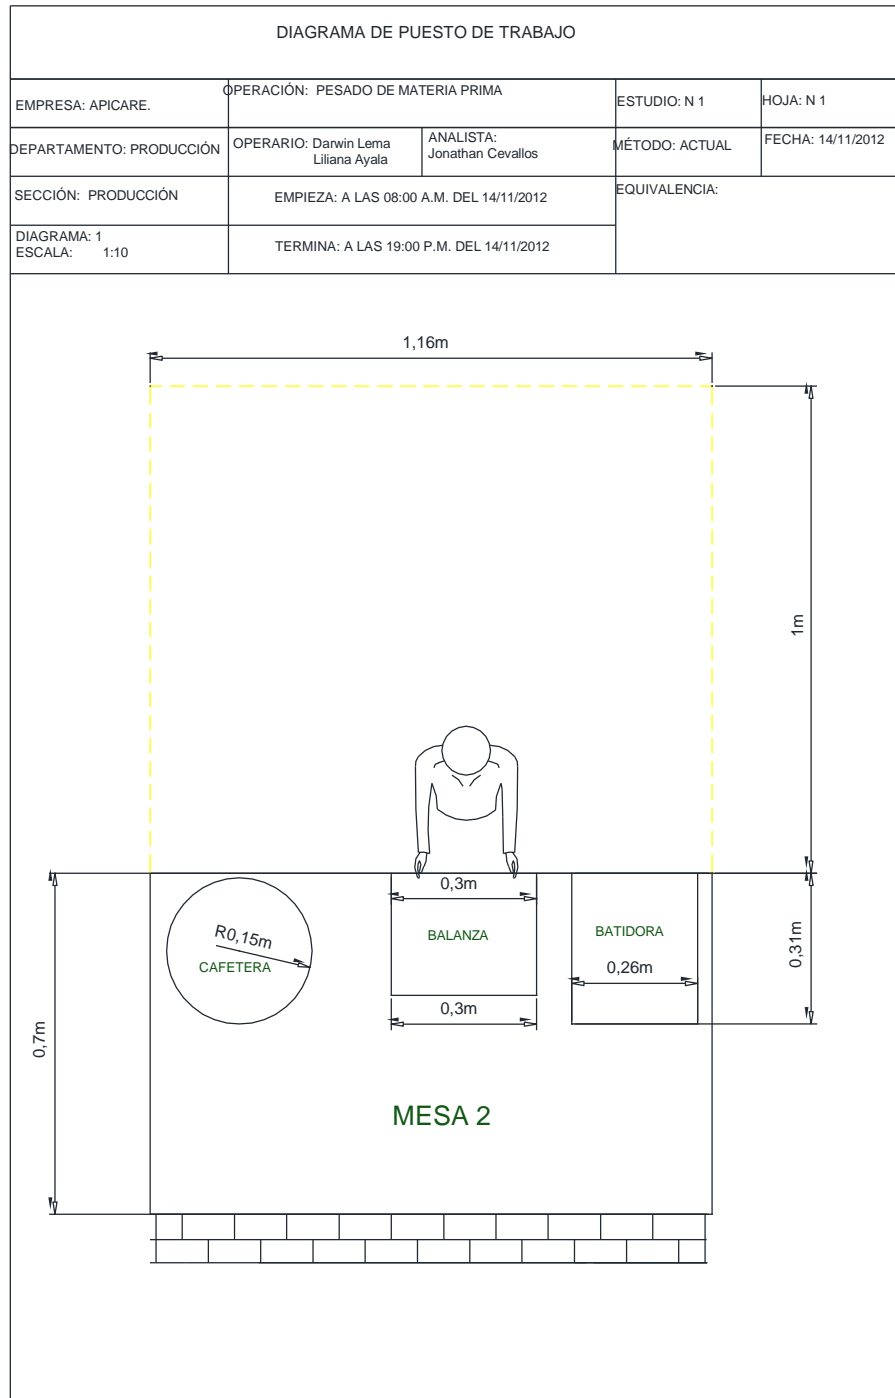 DIAGRAMA DE PUESTO DE TRABAJO
EMPRESA: APICARE.
OPERACIÓN: PESADO DE MATERIA PRIMA
ESTUDIO: N 1
HOJA: N 1
DEPARTAMENTO: PRODUCCIÓN
OPERARIO: Darwin Lema
Liliana Ayala
ANALISTA:
Jonathan Cevallos
MÉTODO: ACTUAL
FECHA: 14/11/2012
SECCIÓN: PRODUCCIÓN
EMPIEZA: A LAS 08:00 A.M. DEL 14/11/2012
EQUIVALENCIA:
DIAGRAMA: 1
ESCALA: 1:10
TERMINA: A LAS 19:00 P.M. DEL 14/11/2012
1,16m
1m
0,3m
R0,15m
CAFETERA
BALANZA
BATIDORA
0,26m
0,31m
0,3m
0,7m
MESA 2